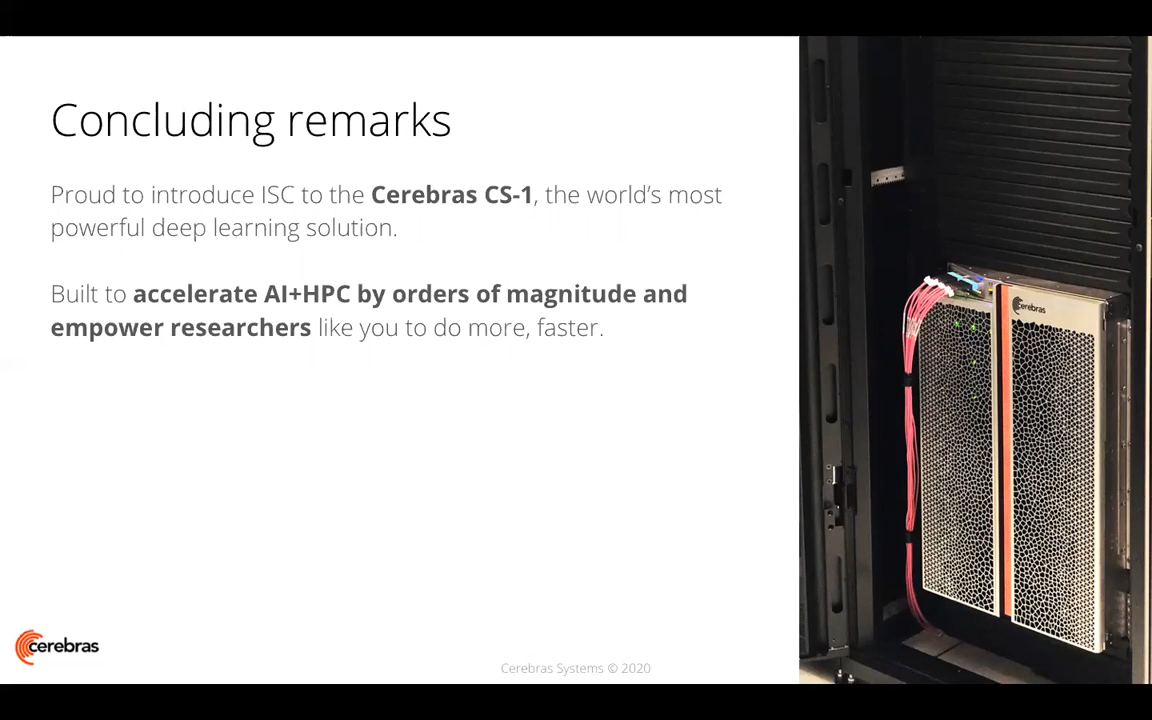 Concluding remarks
Proud to introduce ISC to the Cerebras CS-1, the world’s most
powerful deep learning solution.
Built to accelerate AI+HPC by orders of magnitude and
empower researchers like you to do more, faster.
cerebras
cerebras
Cerebras Systems © 2020